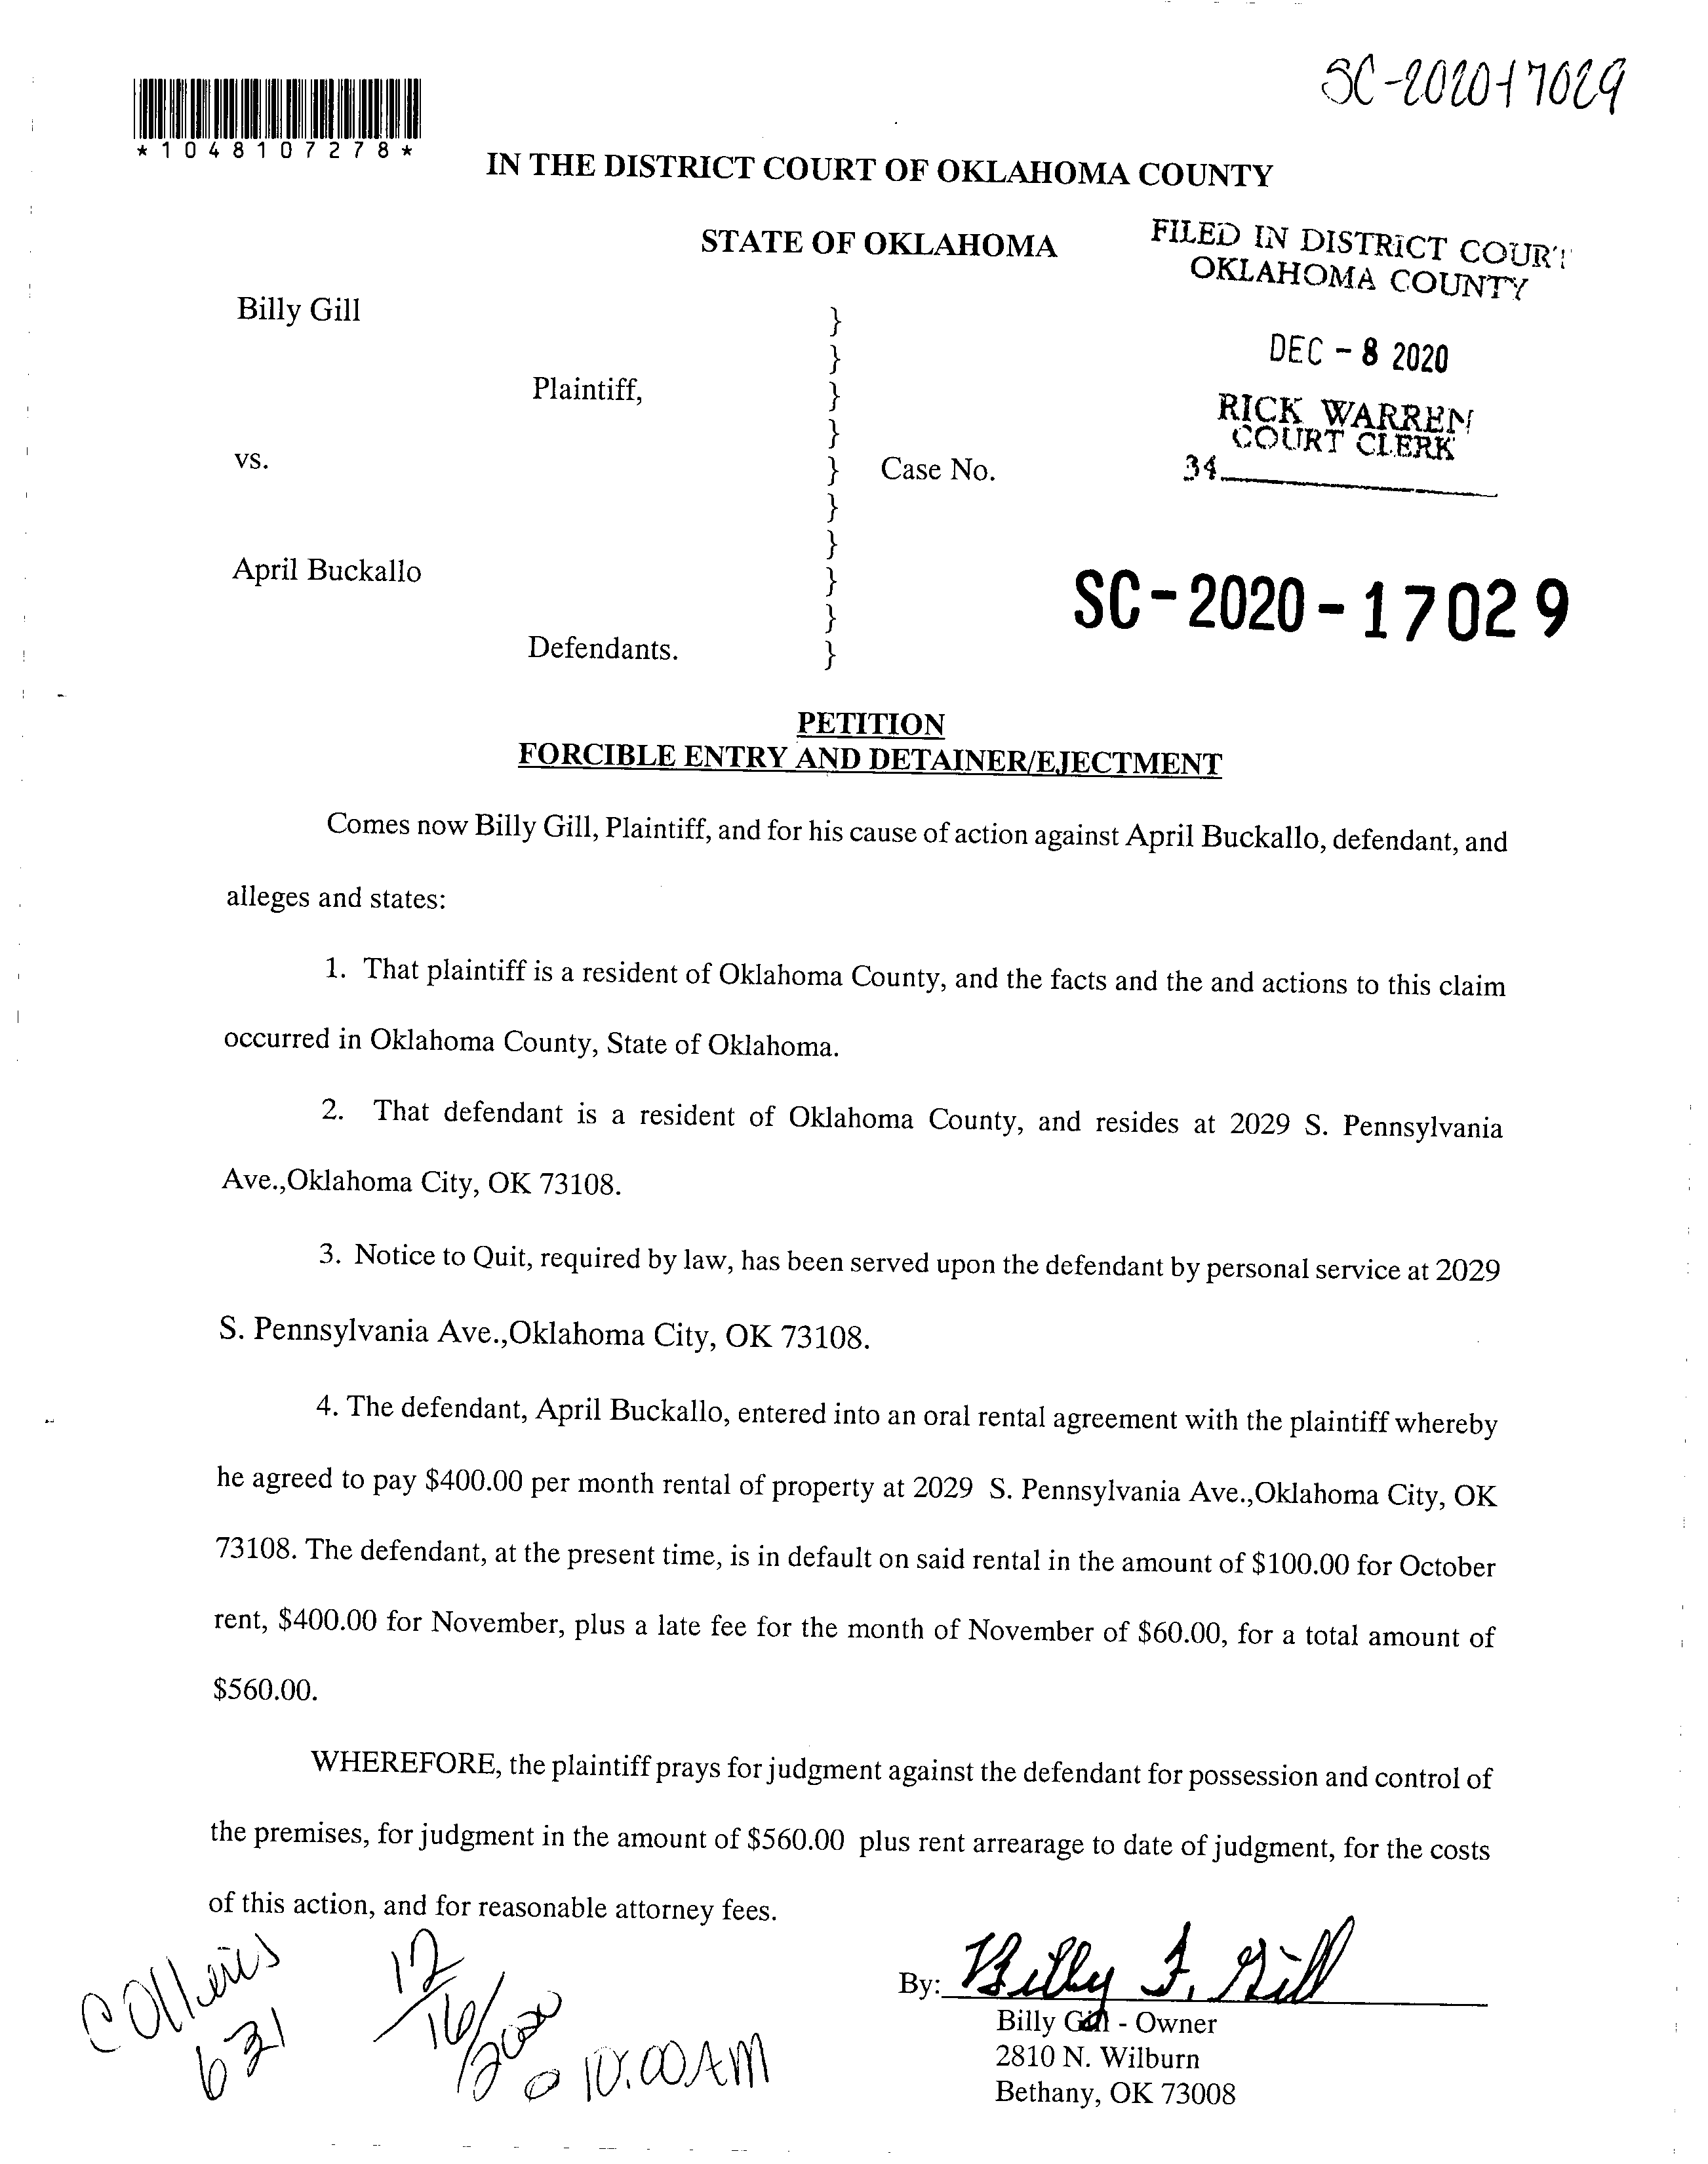 SC-2020-17029
*1048107278*
IN THE DISTRICT COURT OF OKLAHOMA COUNTY
STATE OF OKLAHOMA
FILED IN DISTRICT COURT
OKLAHOMA COUNTY
Billy Gill
}
}
DEC - 8 2020
Plaintiff,
}
RICK WARREN
COURT CLERK
}
vs.
} Case No.
34
}
}
April Buckallo
}
SC-2020-17029
}
Defendants.
}
PETITION
FORCIBLE ENTRY AND DETAINER/EJECTMENT
Comes now Billy Gill, Plaintiff, and for his cause of action against April Buckallo, defendant, and
alleges and states:
1. That plaintiff is a resident of Oklahoma County, and the facts and the and actions to this claim
occurred in Oklahoma County, State of Oklahoma.
2. That defendant is a resident of Oklahoma County, and resides at 2029 S. Pennsylvania
Ave.,Oklahoma City, OK 73108.
3. Notice to Quit, required by law, has been served upon the defendant by personal service at 2029
S. Pennsylvania Ave.,Oklahoma City, OK 73108.
4. The defendant, April Buckallo, entered into an oral rental agreement with the plaintiff whereby
he agreed to pay $400.00 per month rental of property at 2029 S. Pennsylvania Ave.,Oklahoma City, OK
73108. The defendant, at the present time, is in default on said rental in the amount of $100.00 for October
rent, $400.00 for November, plus a late fee for the month of November of $60.00, for a total amount of
$560.00.
WHEREFORE, the plaintiff prays for judgment against the defendant for possession and control of
the premises, for judgment in the amount of $560.00 plus rent arrearage to date of judgment, for the costs
of this action, and for reasonable attorney fees.
631
12/16/2020
10:00AM
By: Billy F. Gill
Billy Gill - Owner
2810 N. Wilburn
Bethany, OK 73008